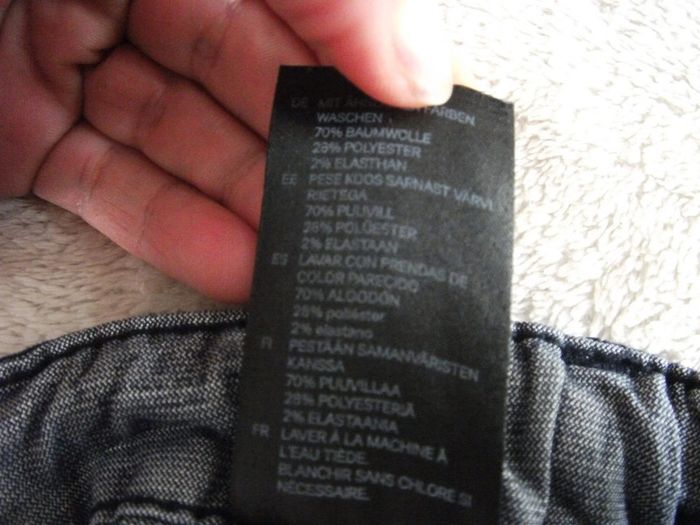 DE MIT ÄHNLICHEN FARBEN
WASCHEN
70% BAUMWOLLE
28% POLYESTER
2% ELASTHAN
EE PESE KOOS SARNAST VÄRVI
RIETEGA
70% PUUVILL
28% POLÜESTER
2% ELASTAAN
ES LAVAR CON PRENDAS DE
COLOR PARECIDO
70% ALGODÓN
28% poliéster
2% elastano
FI PESTÄÄN SAMANVÄRISTEN
KANSSA
70% PUUVILLAA
28% POLYESTERIÄ
2% ELASTAANIA
FR LAVER À LA MACHINE À
L'EAU TIÈDE.
BLANCHIR SANS CHLORE SI
NÉCESSAIRE.